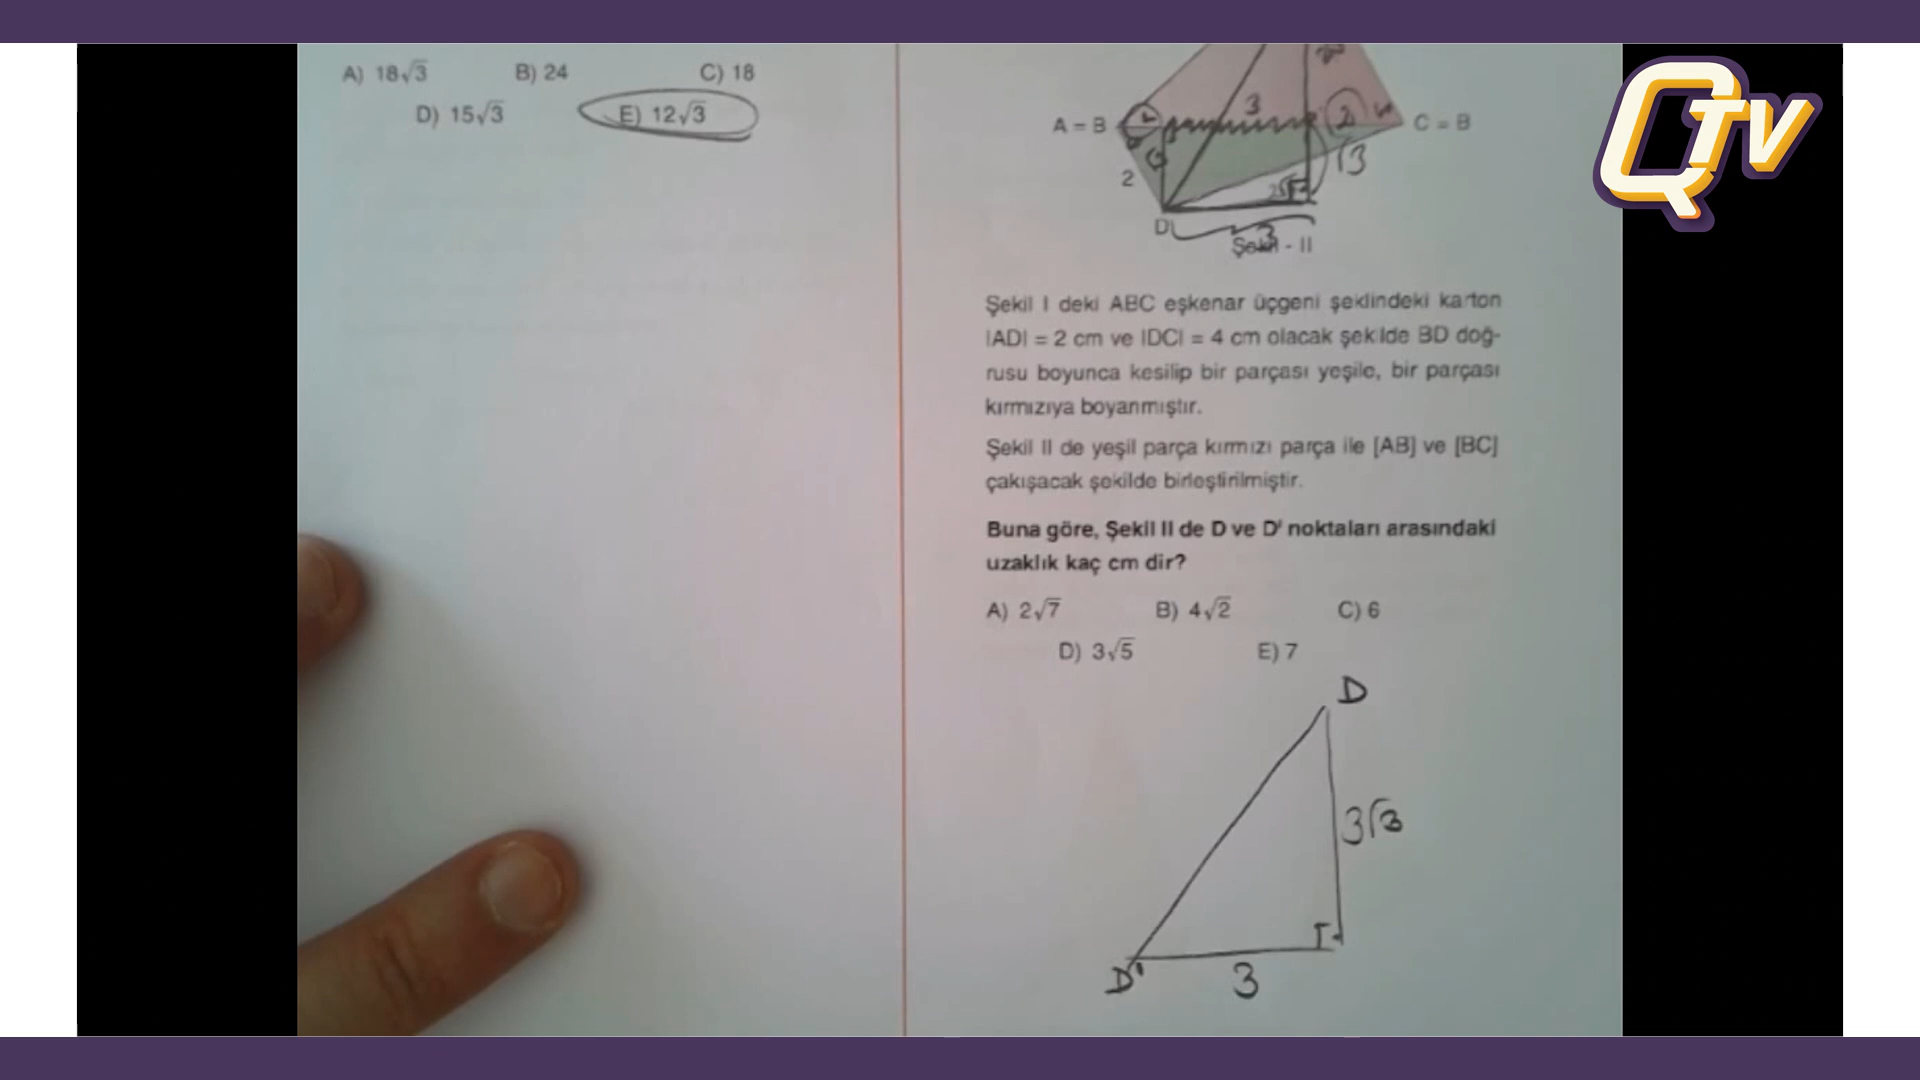 A) 18√3 B) 24 C) 18
D) 15√3 E) 12√3
A = B
3
2
C = B
√3
2
D
3
Şekil - II
Şekil I deki ABC eşkenar üçgeni şeklindeki karton
|AD| = 2 cm ve |DC| = 4 cm olacak şekilde BD doğ-
rusu boyunca kesilip bir parçası yeşile, bir parçası
kırmızıya boyanmıştır.
Şekil II de yeşil parça kırmızı parça ile [AB] ve [BC]
çakışacak şekilde birleştirilmiştir.
Buna göre, Şekil II de D ve D' noktaları arasındaki
uzaklık kaç cm dir?
A) 2√7 B) 4√2 C) 6
D) 3√5 E) 7
D
3√3
D'
3
QTV